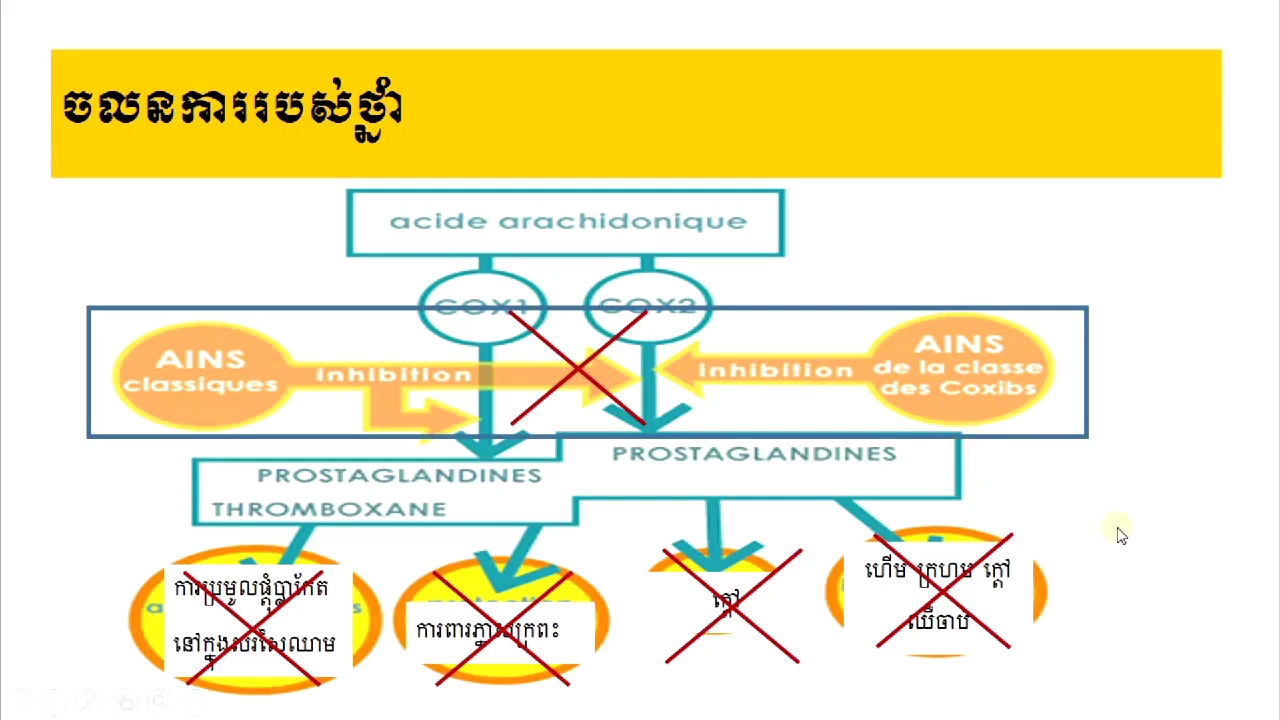 ចលនការរបស់ថ្នាំ
acide arachidonique
COX1
COX2
AINS
classiques
inhibition
inhibition
AINS
de la classe
des Coxibs
PROSTAGLANDINES
PROSTAGLANDINES
THROMBOXANE
ការប្រមូលផ្តុំប្លាកែត
នៅក្នុងសរសៃឈាម
ការពារភ្នាសក្រពះ
ក្តៅ
ហើម ក្រហម ក្តៅ
ឈឺចាប់